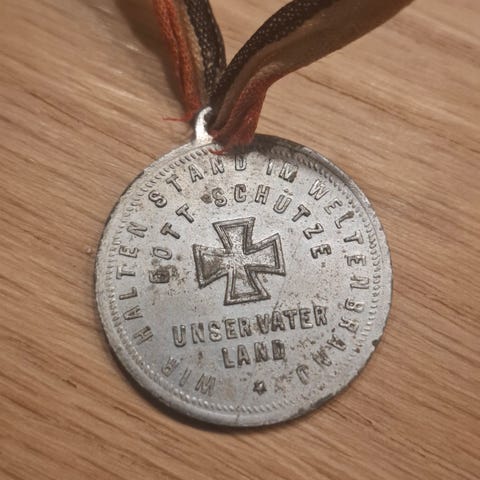 WIR HALTEN STAND IM WELTENBRAND
GOTT SCHÜTZE
UNSER VATER
LAND